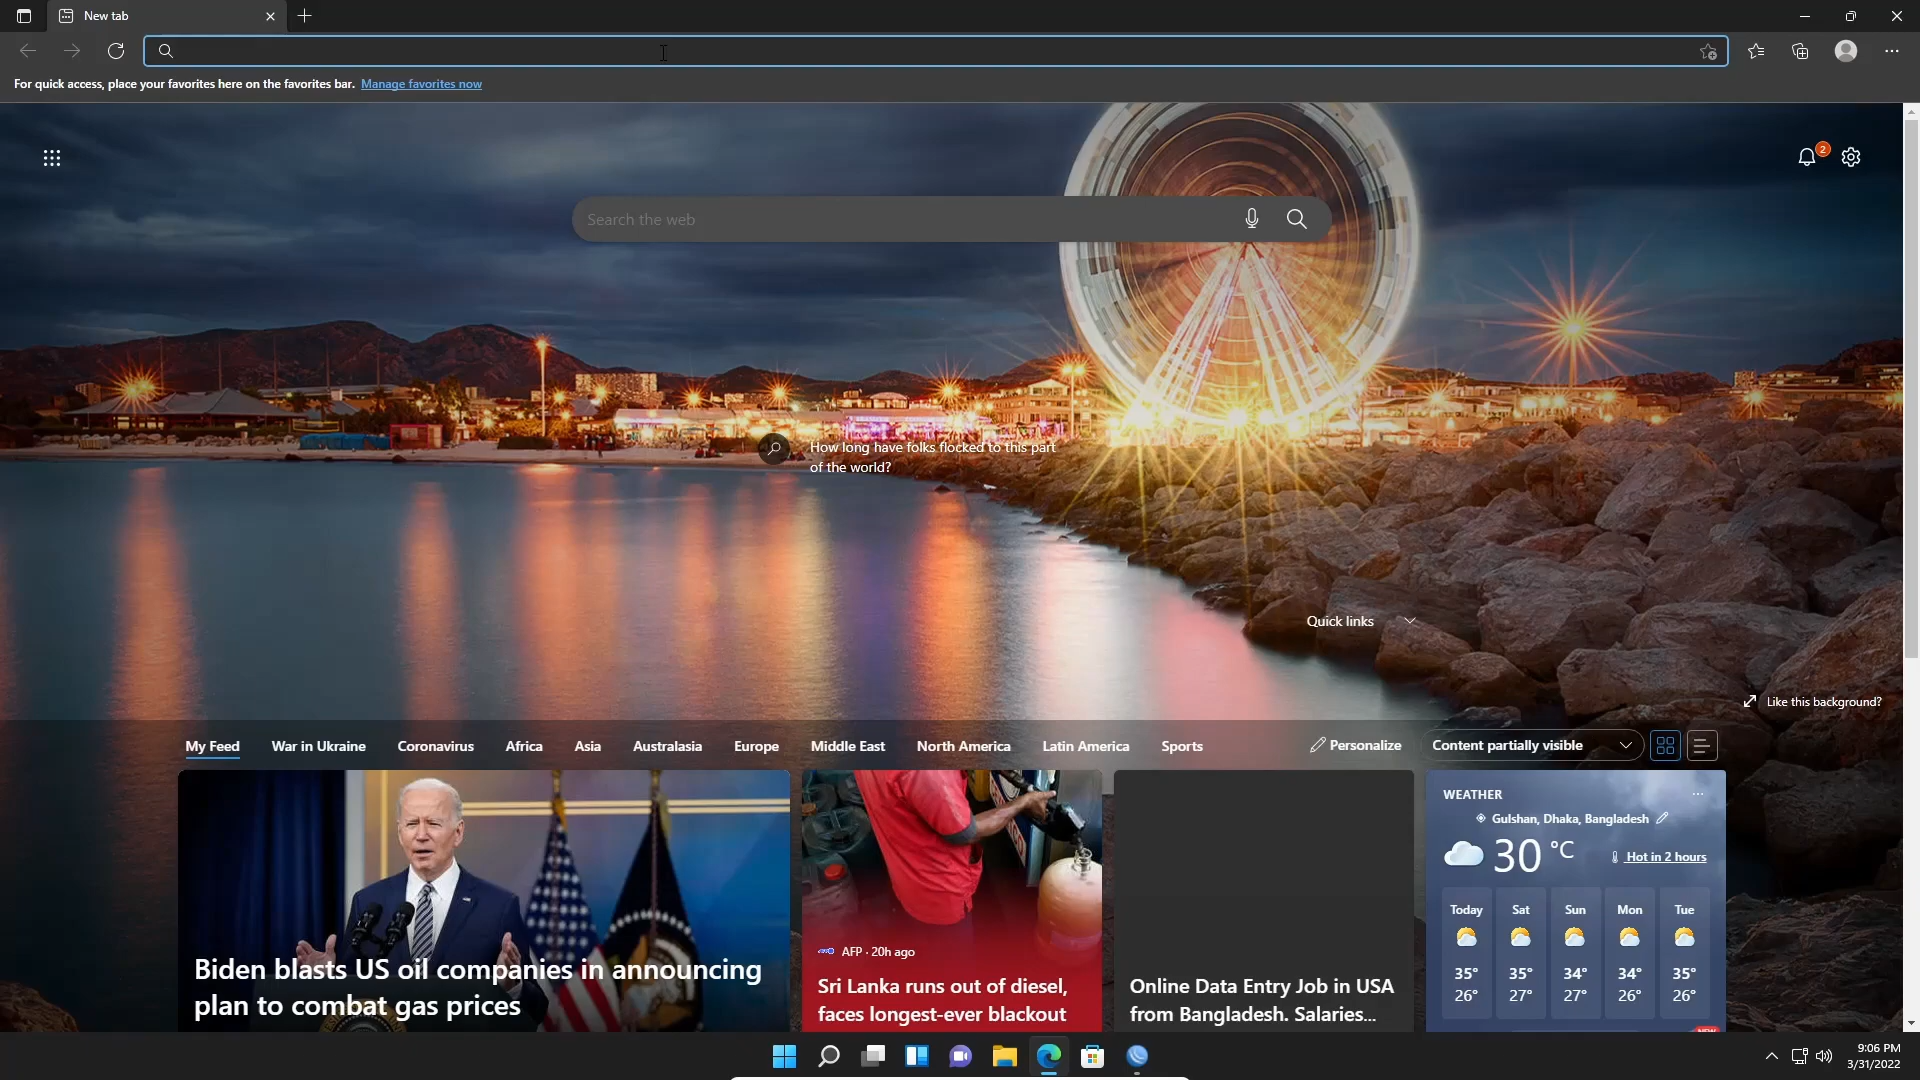 New tab
For quick access, place your favorites here on the favorites bar. Manage favorites now
2
Search the web
How long have folks flocked to this part
of the world?
Quick links
Like this background?
My Feed War in Ukraine Coronavirus Africa Asia Australasia Europe Middle East North America Latin America Sports Personalize Content partially visible
Biden blasts US oil companies in announcing
plan to combat gas prices
AFP · 20h ago
Sri Lanka runs out of diesel,
faces longest-ever blackout
Online Data Entry Job in USA
from Bangladesh. Salaries...
WEATHER
Gulshan, Dhaka, Bangladesh
30 °C Hot in 2 hours
Today Sat Sun Mon Tue
35° 35° 34° 34° 35°
26° 27° 27° 26° 26°
NEW
9:06 PM
3/31/2022